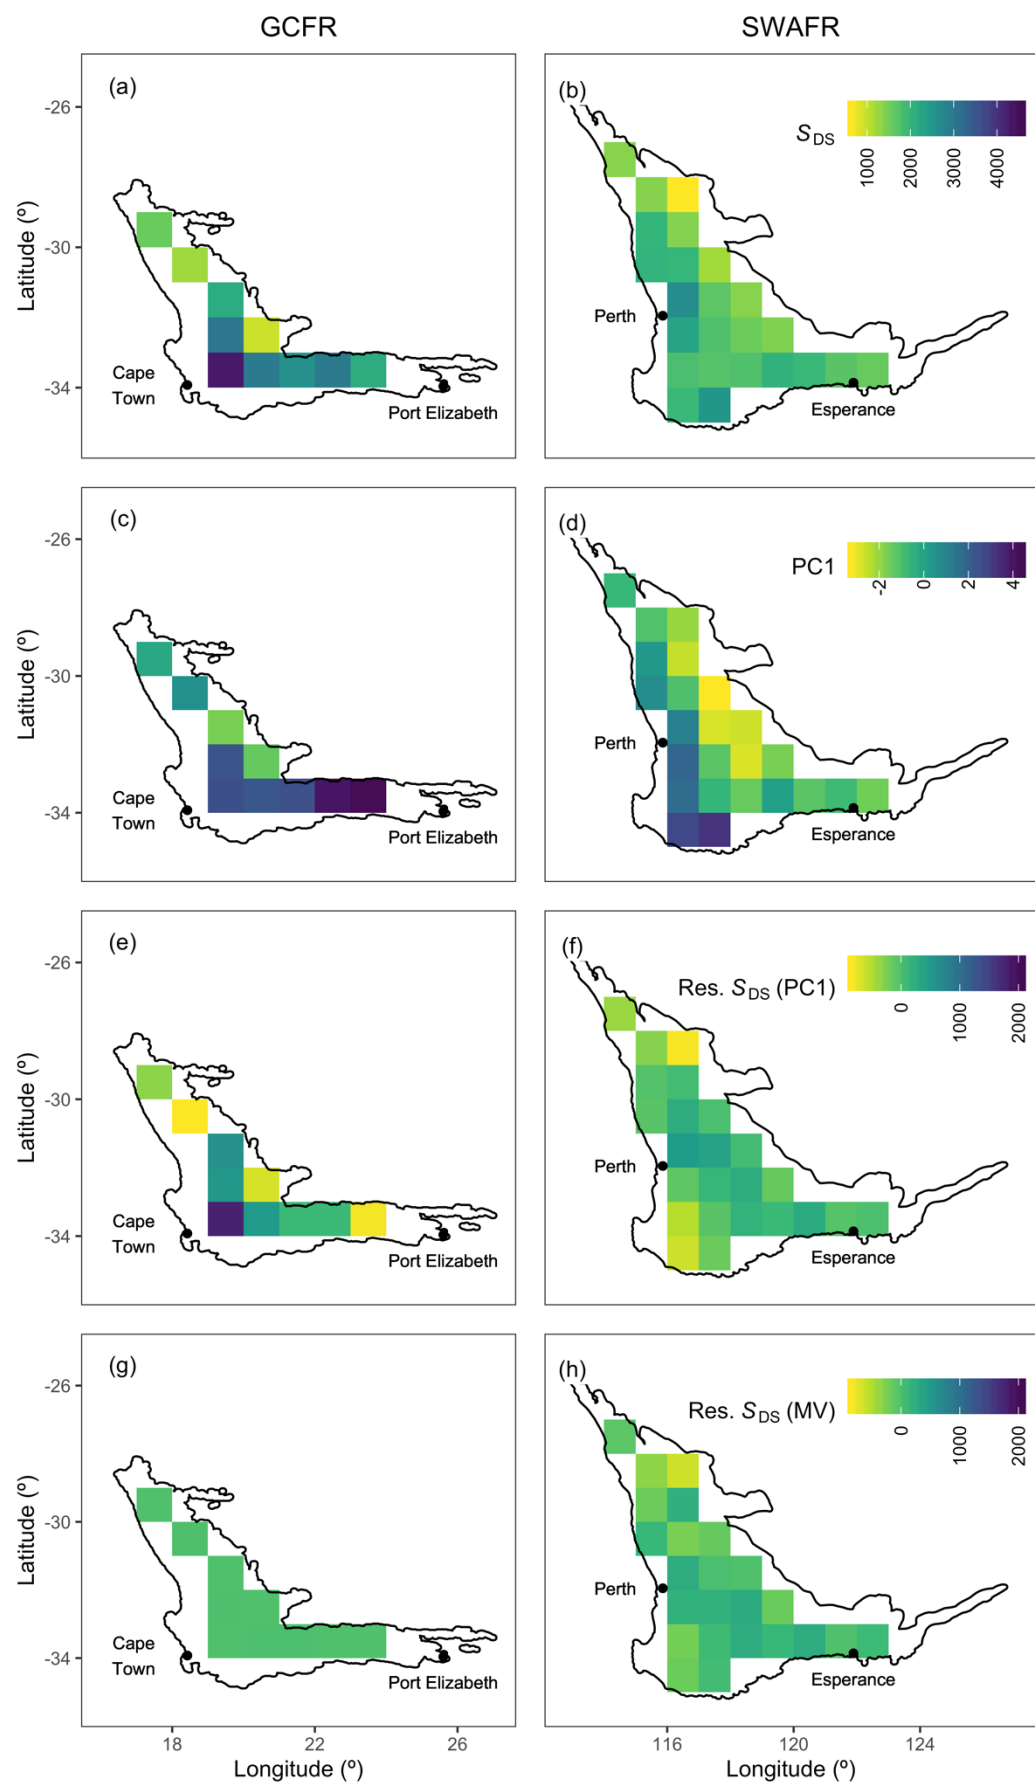 GCFR
SWAFR
(a)
(b)
S DS
1000
2000
3000
4000
-26
-30
-34
Latitude (º)
Cape
Town
Port Elizabeth
Perth
Esperance
(c)
(d)
PC1
-2
0
2
4
-26
-30
-34
Latitude (º)
Cape
Town
Port Elizabeth
Perth
Esperance
(e)
(f)
Res. S DS (PC1)
0
1000
2000
-26
-30
-34
Latitude (º)
Cape
Town
Port Elizabeth
Perth
Esperance
(g)
(h)
Res. S DS (MV)
0
1000
2000
-26
-30
-34
Latitude (º)
Cape
Town
Port Elizabeth
Perth
Esperance
18
22
26
116
120
124
Longitude (º)
Longitude (º)